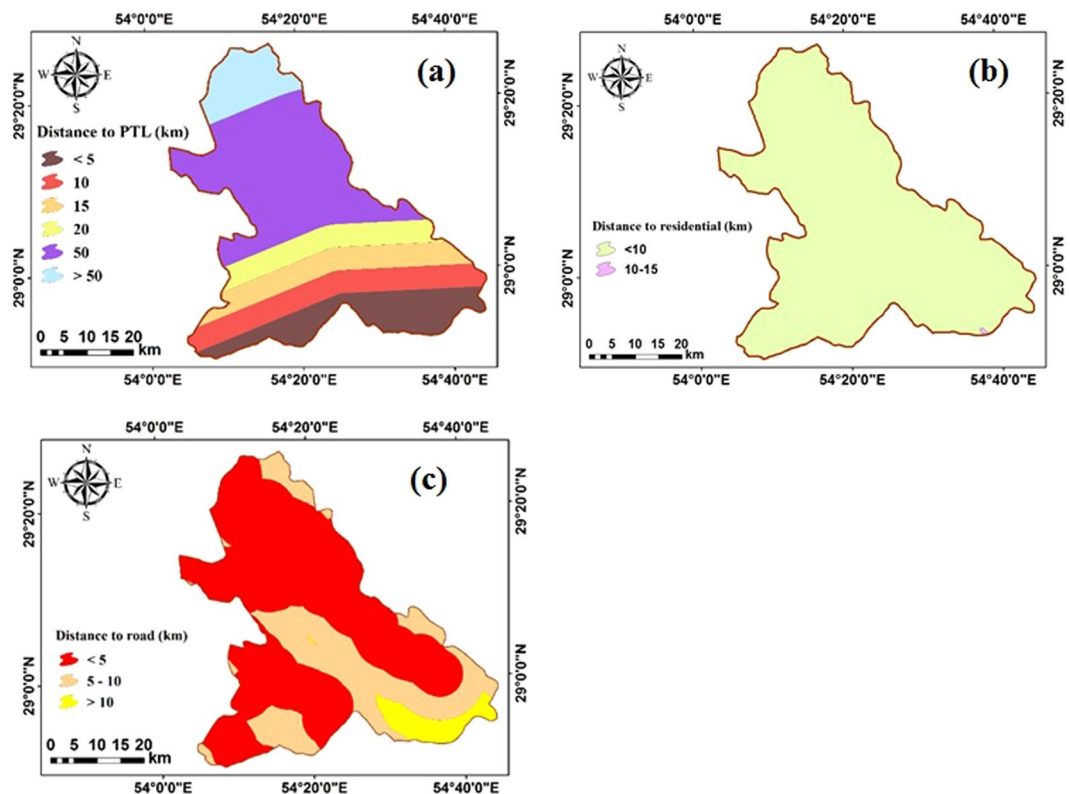 54°0'0"E 54°20'0"E 54°40'0"E
N
W E
S
(a)
29°20'0"N
29°20'0"N
Distance to PTL (km)
< 5
10
15
20
50
> 50
29°0'0"N
29°0'0"N
0 5 10 15 20
km
54°0'0"E 54°20'0"E 54°40'0"E
54°0'0"E 54°20'0"E 54°40'0"E
N
W E
S
(b)
29°20'0"N
29°20'0"N
Distance to residential (km)
<10
10-15
29°0'0"N
29°0'0"N
0 5 10 15 20
km
54°0'0"E 54°20'0"E 54°40'0"E
54°0'0"E 54°20'0"E 54°40'0"E
N
W E
S
(c)
29°20'0"N
29°20'0"N
Distance to road (km)
< 5
5 - 10
> 10
29°0'0"N
29°0'0"N
0 5 10 15 20
km
54°0'0"E 54°20'0"E 54°40'0"E